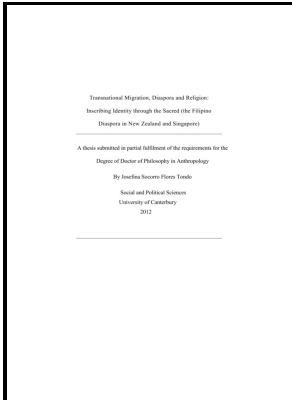 Transnational Migration, Diaspora and Religion:
Inscribing Identity through the Sacred (the Filipino
Diaspora in New Zealand and Singapore)
A thesis submitted in partial fulfilment of the requirements for the
Degree of Doctor of Philosophy in Anthropology
By Josefina Socorro Flores Tondo
Social and Political Sciences
University of Canterbury
2012